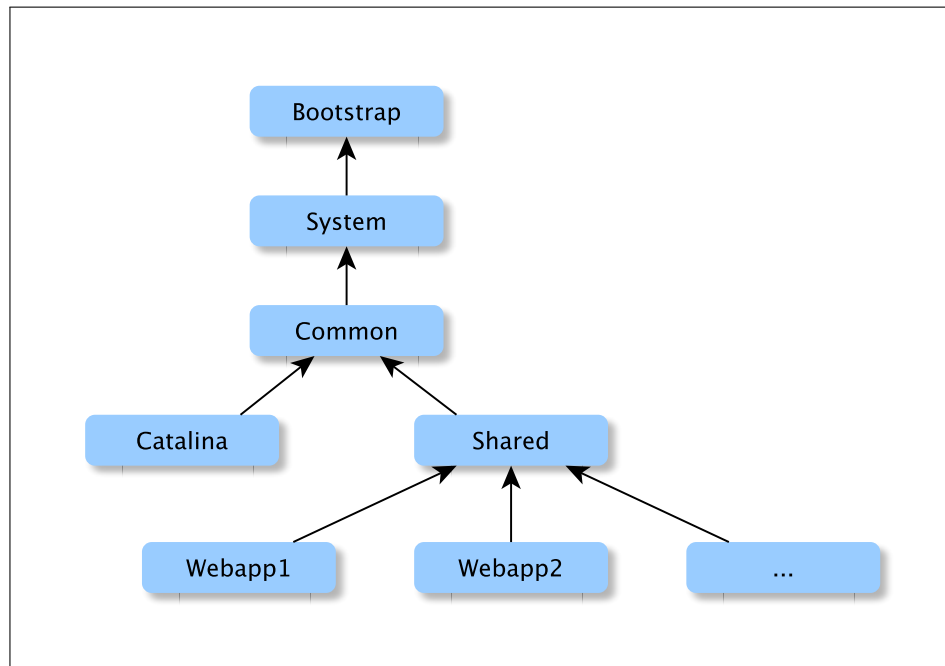 Bootstrap
System
Common
Catalina
Shared
Webapp1
Webapp2
...